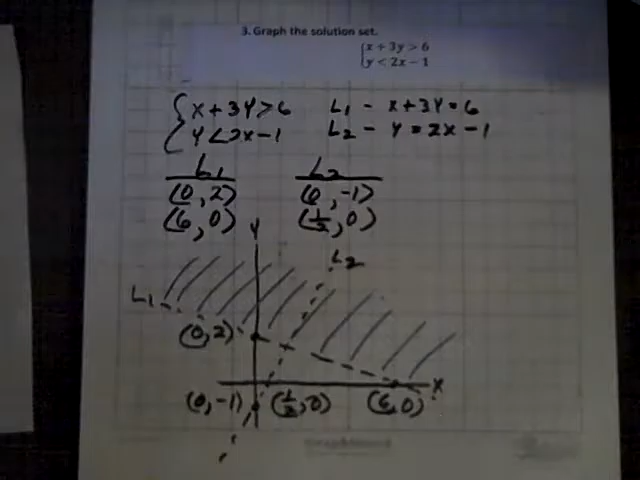 3. Graph the solution set.
{x + 3y > 6
y < 2x − 1
{ x + 3y > 6 L₁ − x + 3y = 6
y < 2x − 1 L₂ − y = 2x − 1
L₁ L₂
(0, 2) (0, -1)
(6, 0) (½, 0)
y
L₂
L₁
(0, 2)
x
(0, -1) (½, 0) (6, 0)